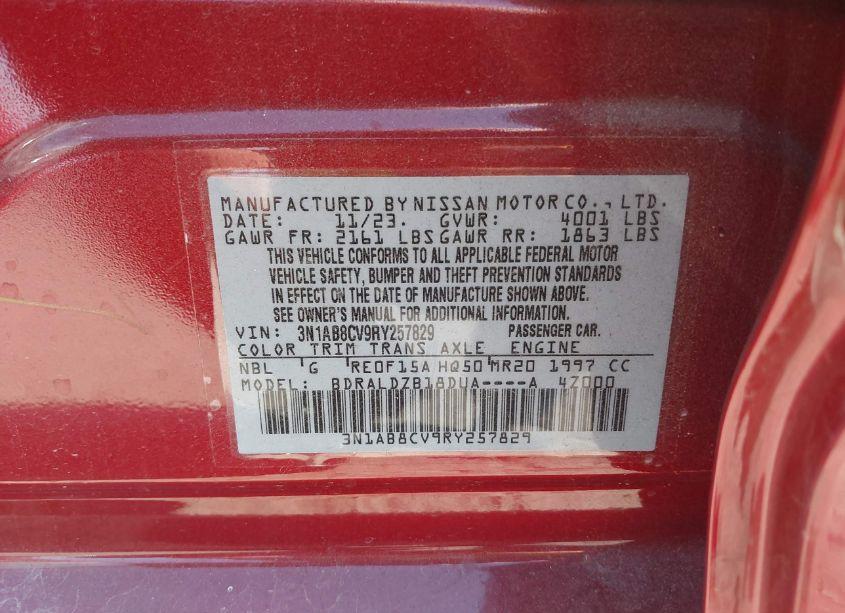 MANUFACTURED BY NISSAN MOTOR CO., LTD.
DATE: 11/23. GVWR: 4001 LBS
GAWR FR: 2161 LBS GAWR RR: 1863 LBS
THIS VEHICLE CONFORMS TO ALL APPLICABLE FEDERAL MOTOR
VEHICLE SAFETY, BUMPER AND THEFT PREVENTION STANDARDS
IN EFFECT ON THE DATE OF MANUFACTURE SHOWN ABOVE.
SEE OWNER'S MANUAL FOR ADDITIONAL INFORMATION.
VIN: 3N1AB8CV9RY257829 PASSENGER CAR.
COLOR TRIM TRANS AXLE ENGINE
NBL G RE0F15A HQ50 MR20 1997 CC
MODEL: BDRALDZB18DUA----A 4Z000
3N1AB8CV9RY257829